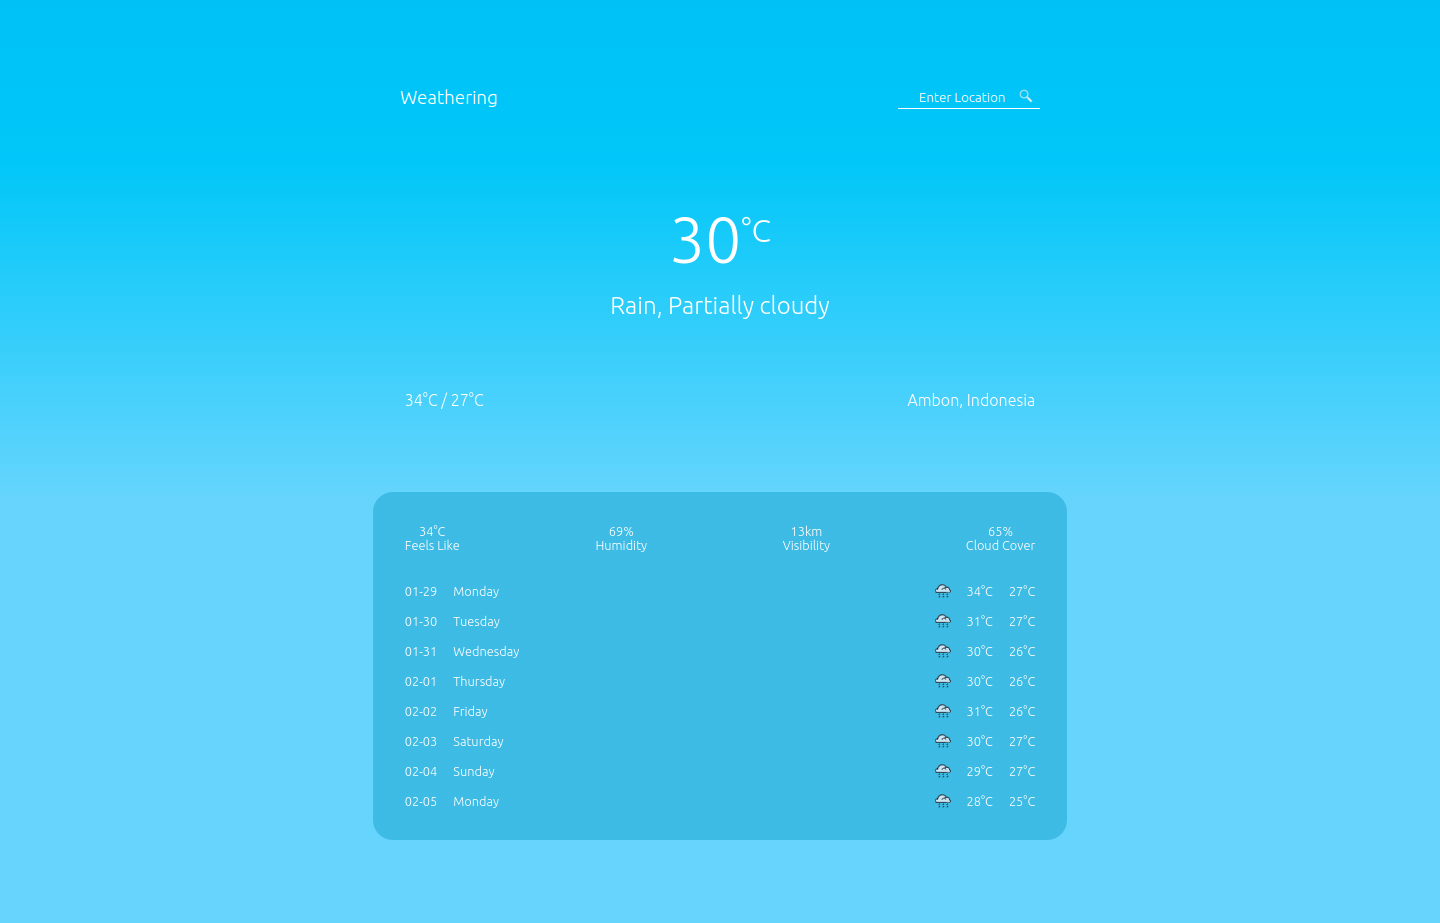 Weathering
Enter Location
30°C
Rain, Partially cloudy
34°C / 27°C
Ambon, Indonesia
34°C 69% 13km 65%
Feels Like Humidity Visibility Cloud Cover
01-29 Monday 34°C 27°C
01-30 Tuesday 31°C 27°C
01-31 Wednesday 30°C 26°C
02-01 Thursday 30°C 26°C
02-02 Friday 31°C 26°C
02-03 Saturday 30°C 27°C
02-04 Sunday 29°C 27°C
02-05 Monday 28°C 25°C